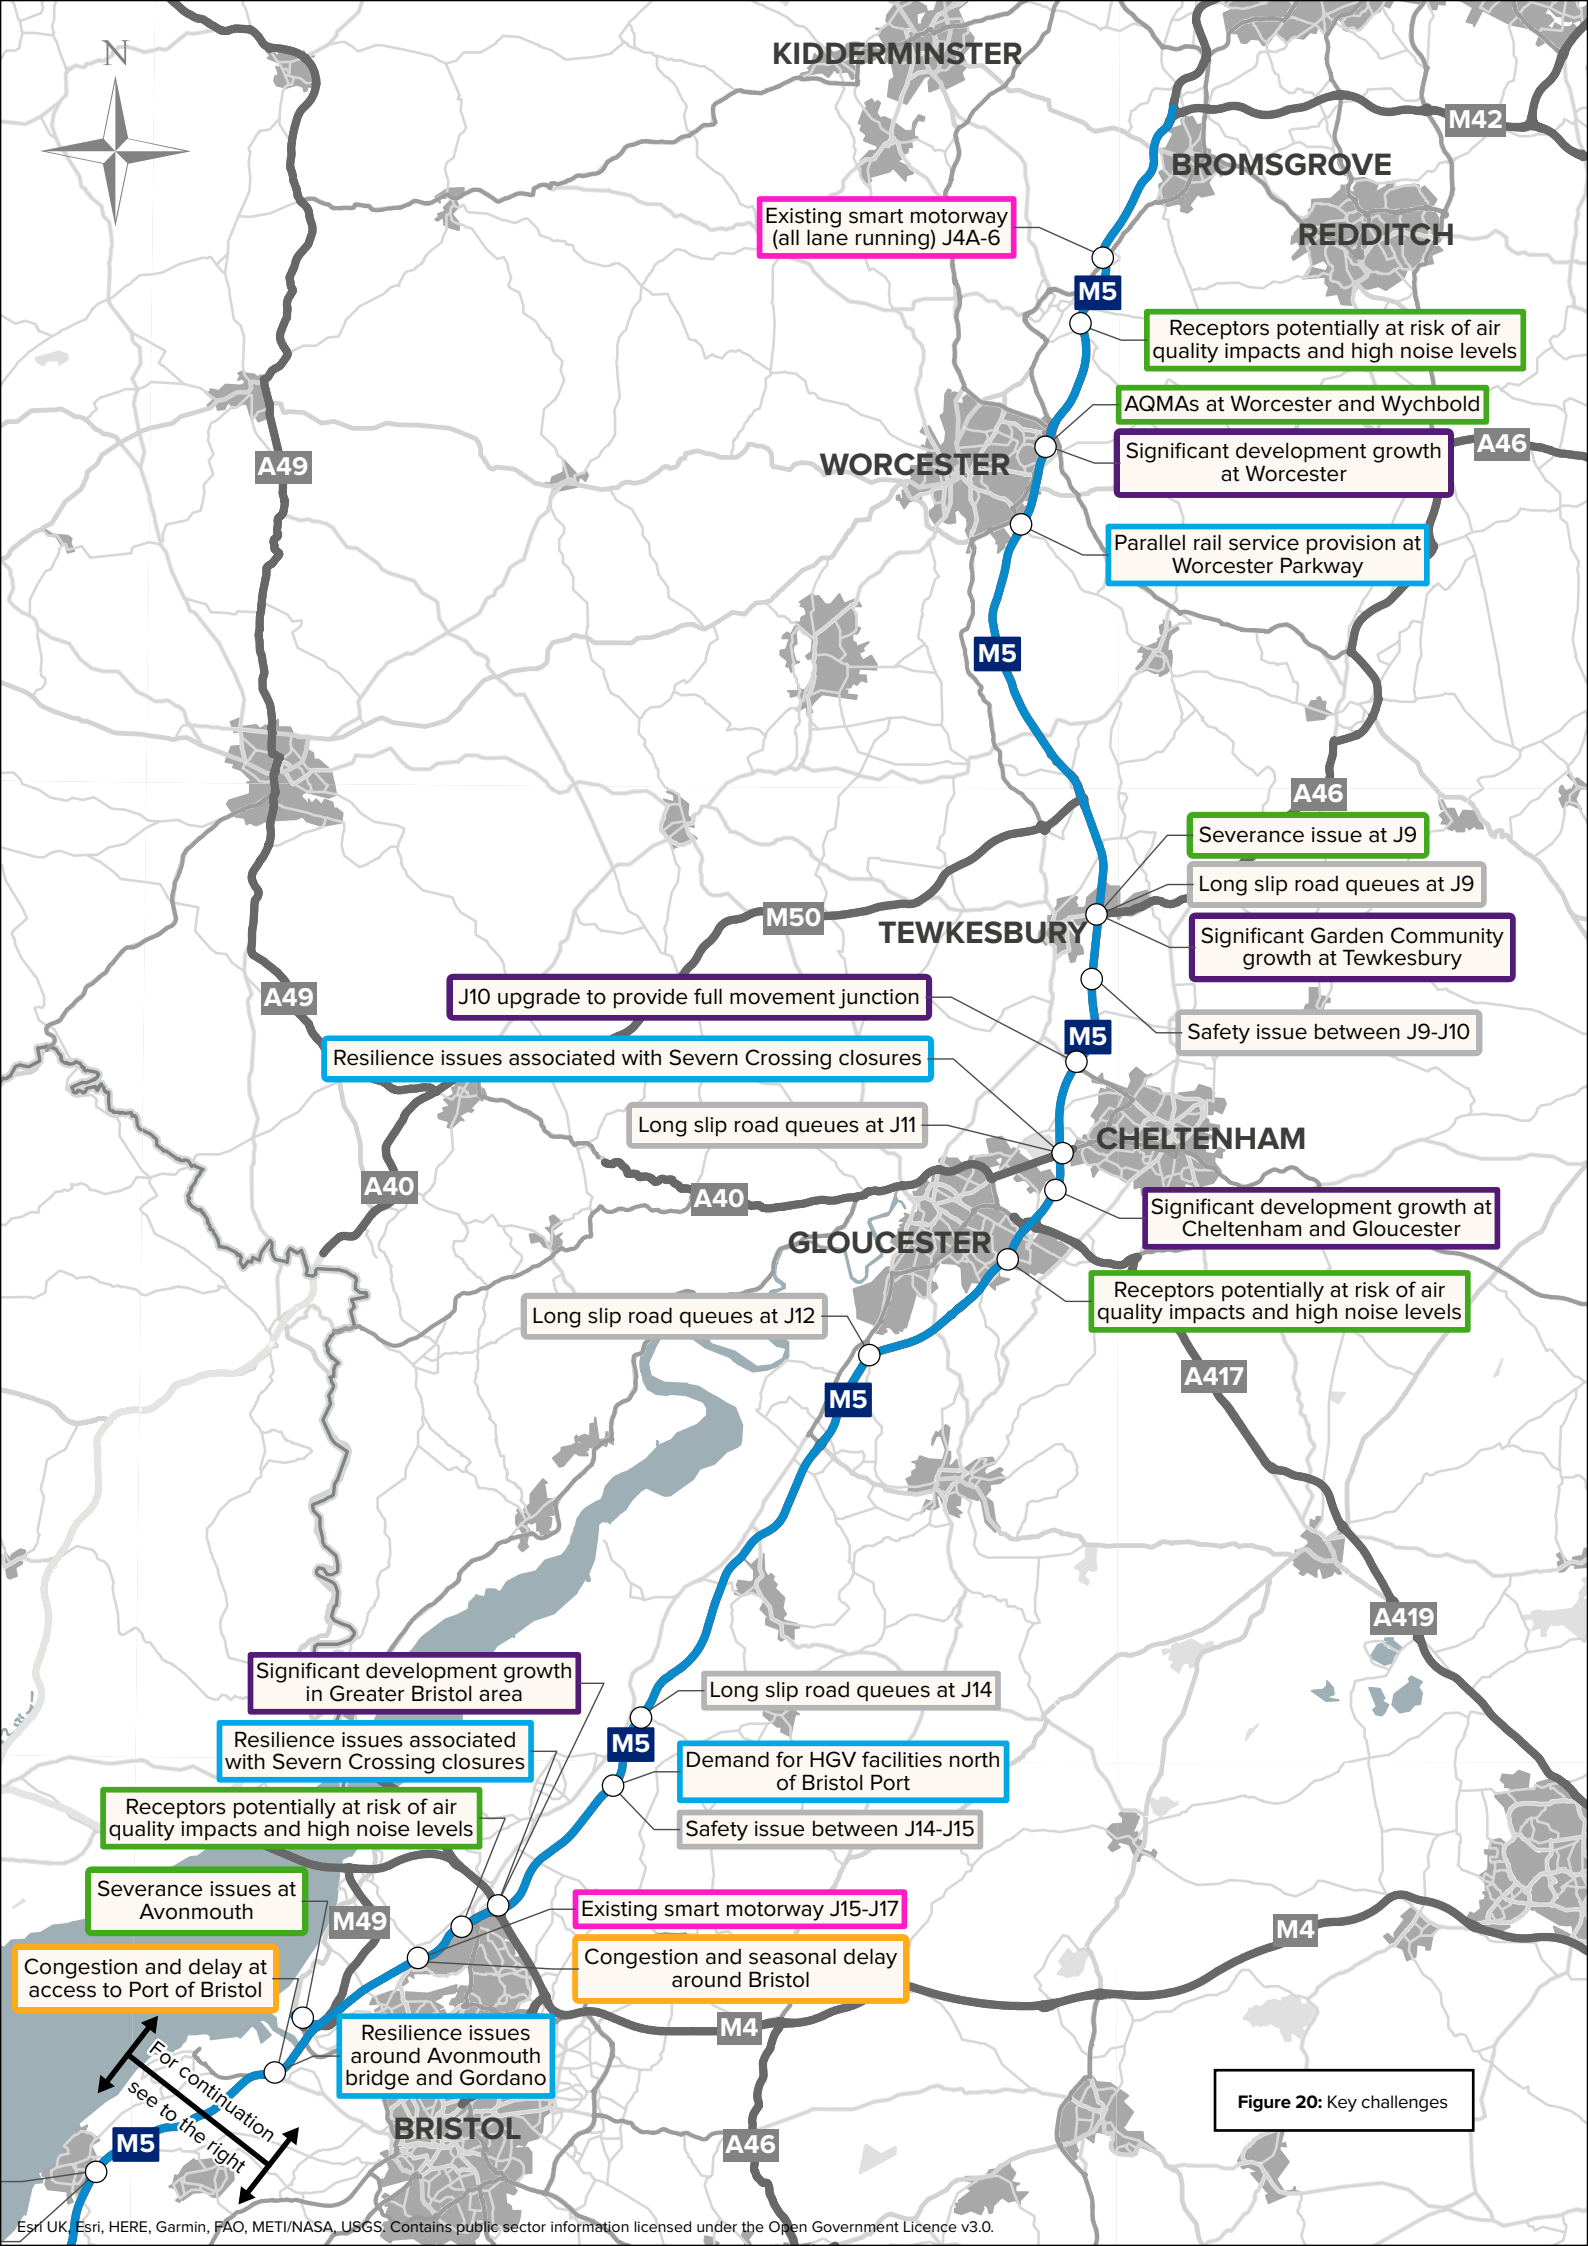 N
KIDDERMINSTER
M42
BROMSGROVE
Existing smart motorway
(all lane running) J4A-6
REDDITCH
M5
Receptors potentially at risk of air
quality impacts and high noise levels
AQMAs at Worcester and Wychbold
A46
Significant development growth
at Worcester
WORCESTER
A49
Parallel rail service provision at
Worcester Parkway
M5
A46
Severance issue at J9
Long slip road queues at J9
M50
TEWKESBURY
Significant Garden Community
growth at Tewkesbury
A49
J10 upgrade to provide full movement junction
Safety issue between J9-J10
M5
Resilience issues associated with Severn Crossing closures
Long slip road queues at J11
CHELTENHAM
A40
A40
Significant development growth at
Cheltenham and Gloucester
GLOUCESTER
Receptors potentially at risk of air
quality impacts and high noise levels
Long slip road queues at J12
A417
M5
A419
Significant development growth
in Greater Bristol area
Long slip road queues at J14
Resilience issues associated
with Severn Crossing closures
M5
Demand for HGV facilities north
of Bristol Port
Receptors potentially at risk of air
quality impacts and high noise levels
Safety issue between J14-J15
Severance issues at
Avonmouth
M49
Existing smart motorway J15-J17
M4
Congestion and seasonal delay
around Bristol
Congestion and delay at
access to Port of Bristol
M4
Resilience issues
around Avonmouth
bridge and Gordano
For continuation
see to the right
Figure 20: Key challenges
BRISTOL
M5
A46
Esri UK, Esri, HERE, Garmin, FAO, METI/NASA, USGS. Contains public sector information licensed under the Open Government Licence v3.0.